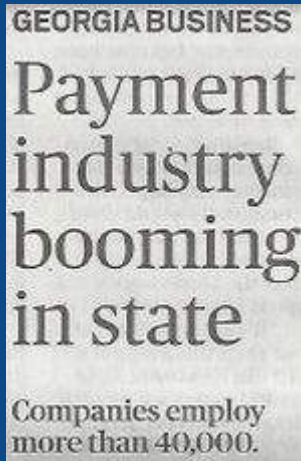 GEORGIA BUSINESS
Payment
industry
booming
in state
Companies employ
more than 40,000.